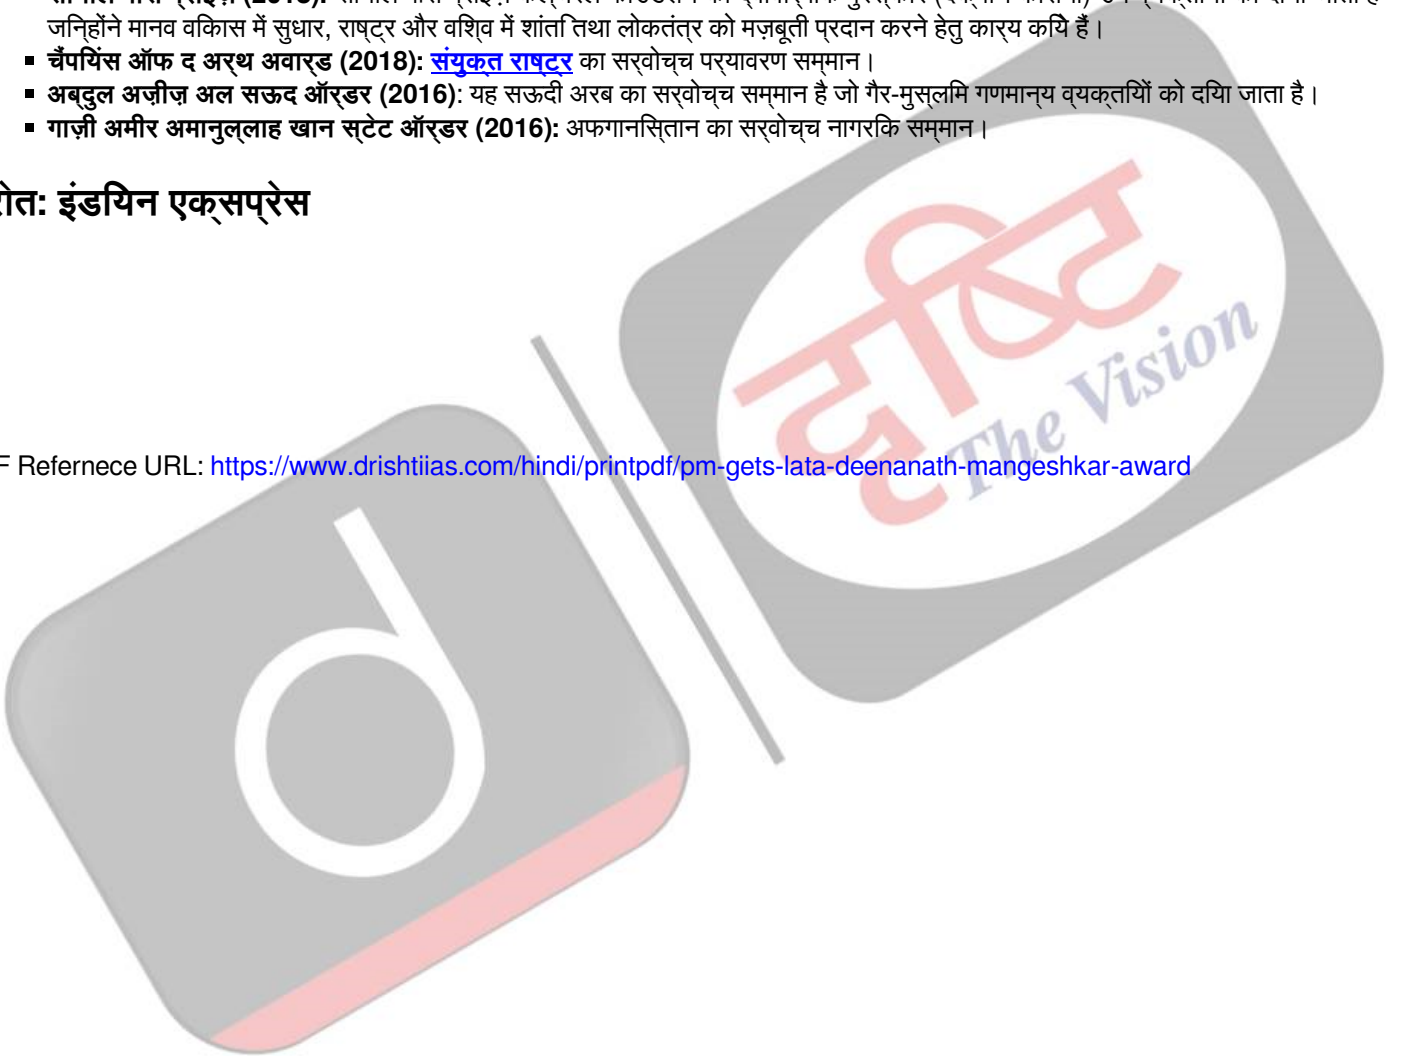 जिन्होंने मानव विकास में सुधार, राष्ट्र और विश्व में शांति तथा लोकतंत्र को मज़बूती प्रदान करने हेतु कार्य किये हैं।
▪ चैंपियंस ऑफ द अर्थ अवार्ड (2018): संयुक्त राष्ट्र का सर्वोच्च पर्यावरण सम्मान।
▪ अब्दुल अज़ीज़ अल सऊद ऑर्डर (2016): यह सऊदी अरब का सर्वोच्च सम्मान है जो गैर-मुस्लिम गणमान्य व्यक्तियों को दिया जाता है।
▪ गाज़ी अमीर अमानुल्लाह खान स्टेट ऑर्डर (2016): अफगानिस्तान का सर्वोच्च नागरिक सम्मान।
इंडियन एक्सप्रेस
दृष्टि
The Vision
F Refernece URL: https://www.drishtiias.com/hindi/printpdf/pm-gets-lata-deenanath-mangeshkar-award
d